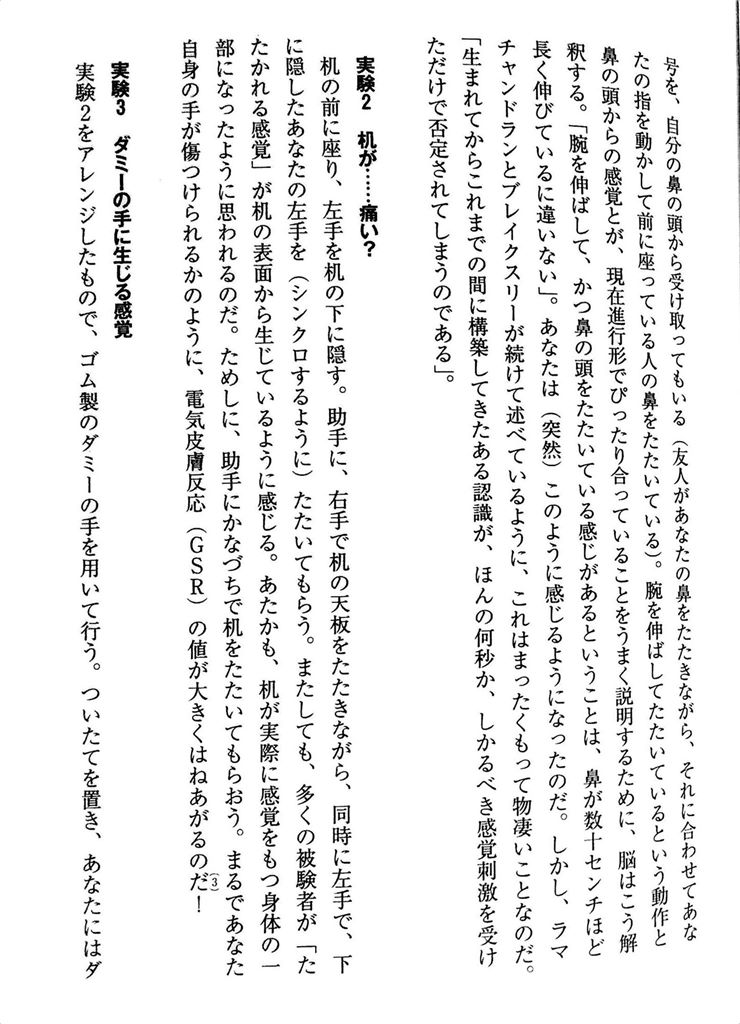 号を、自分の鼻の頭から受け取ってもいる（友人があなたの鼻をたたきながら、それに合わせてあな
たの指を動かして前に座っている人の鼻をたたいている）。腕を伸ばしてたたいているという動作と
鼻の頭からの感覚とが、現在進行形でぴったり合っていることをうまく説明するために、脳はこう解
釈する。「腕を伸ばして、かつ鼻の頭をたたいている感じがあるということは、鼻が数十センチほど
長く伸びているに違いない」。あなたは（突然）このように感じるようになったのだ。しかし、ラマ
チャンドランとブレイクスリーが続けて述べているように、これはまったくもって物凄いことなのだ。
「生まれてからこれまでの間に構築してきたある認識が、ほんの何秒か、しかるべき感覚刺激を受け
ただけで否定されてしまうのである」。
実験2　机が……痛い？
机の前に座り、左手を机の下に隠す。助手に、右手で机の天板をたたきながら、同時に左手で、下
に隠したあなたの左手を（シンクロするように）たたいてもらう。またしても、多くの被験者が「た
たかれる感覚」が机の表面から生じているように感じる。あたかも、机が実際に感覚をもつ身体の一
部になったように思われるのだ。ためしに、助手にかなづちで机をたたいてもらおう。まるであなた
自身の手が傷つけられるかのように、電気皮膚反応（GSR）の値が大きくはねあがるのだ！(3)
実験3　ダミーの手に生じる感覚
実験2をアレンジしたもので、ゴム製のダミーの手を用いて行う。ついたてを置き、あなたにはダ